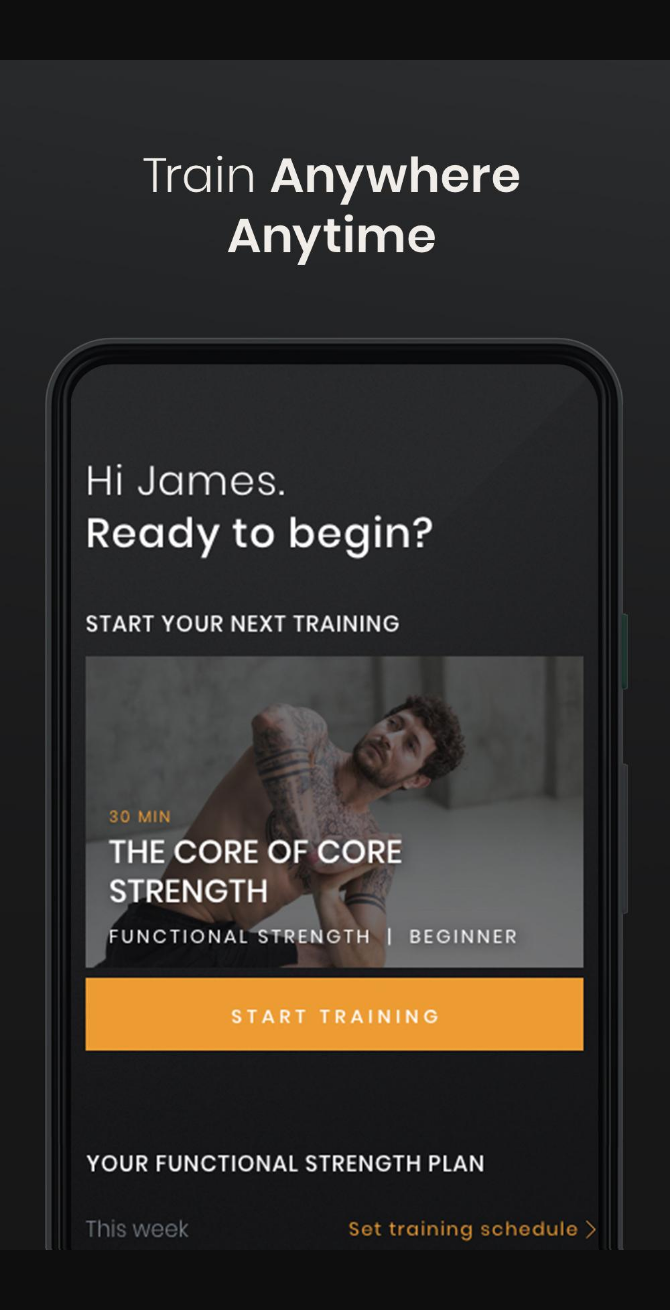 Train Anywhere
Anytime
Hi James.
Ready to begin?
START YOUR NEXT TRAINING
30 MIN
THE CORE OF CORE
STRENGTH
FUNCTIONAL STRENGTH | BEGINNER
START TRAINING
YOUR FUNCTIONAL STRENGTH PLAN
This week
Set training schedule >